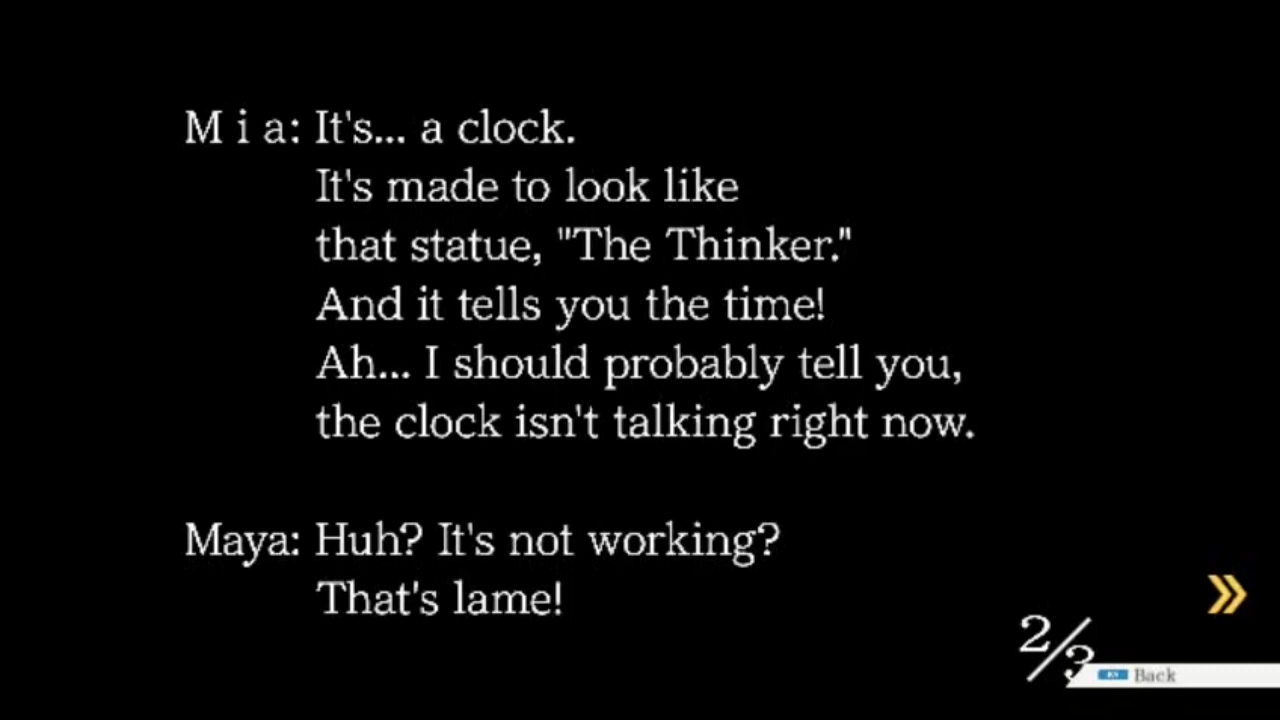 M i a: It's... a clock.
It's made to look like
that statue, "The Thinker."
And it tells you the time!
Ah... I should probably tell you,
the clock isn't talking right now.
Maya: Huh? It's not working?
That's lame!
2/3
Back